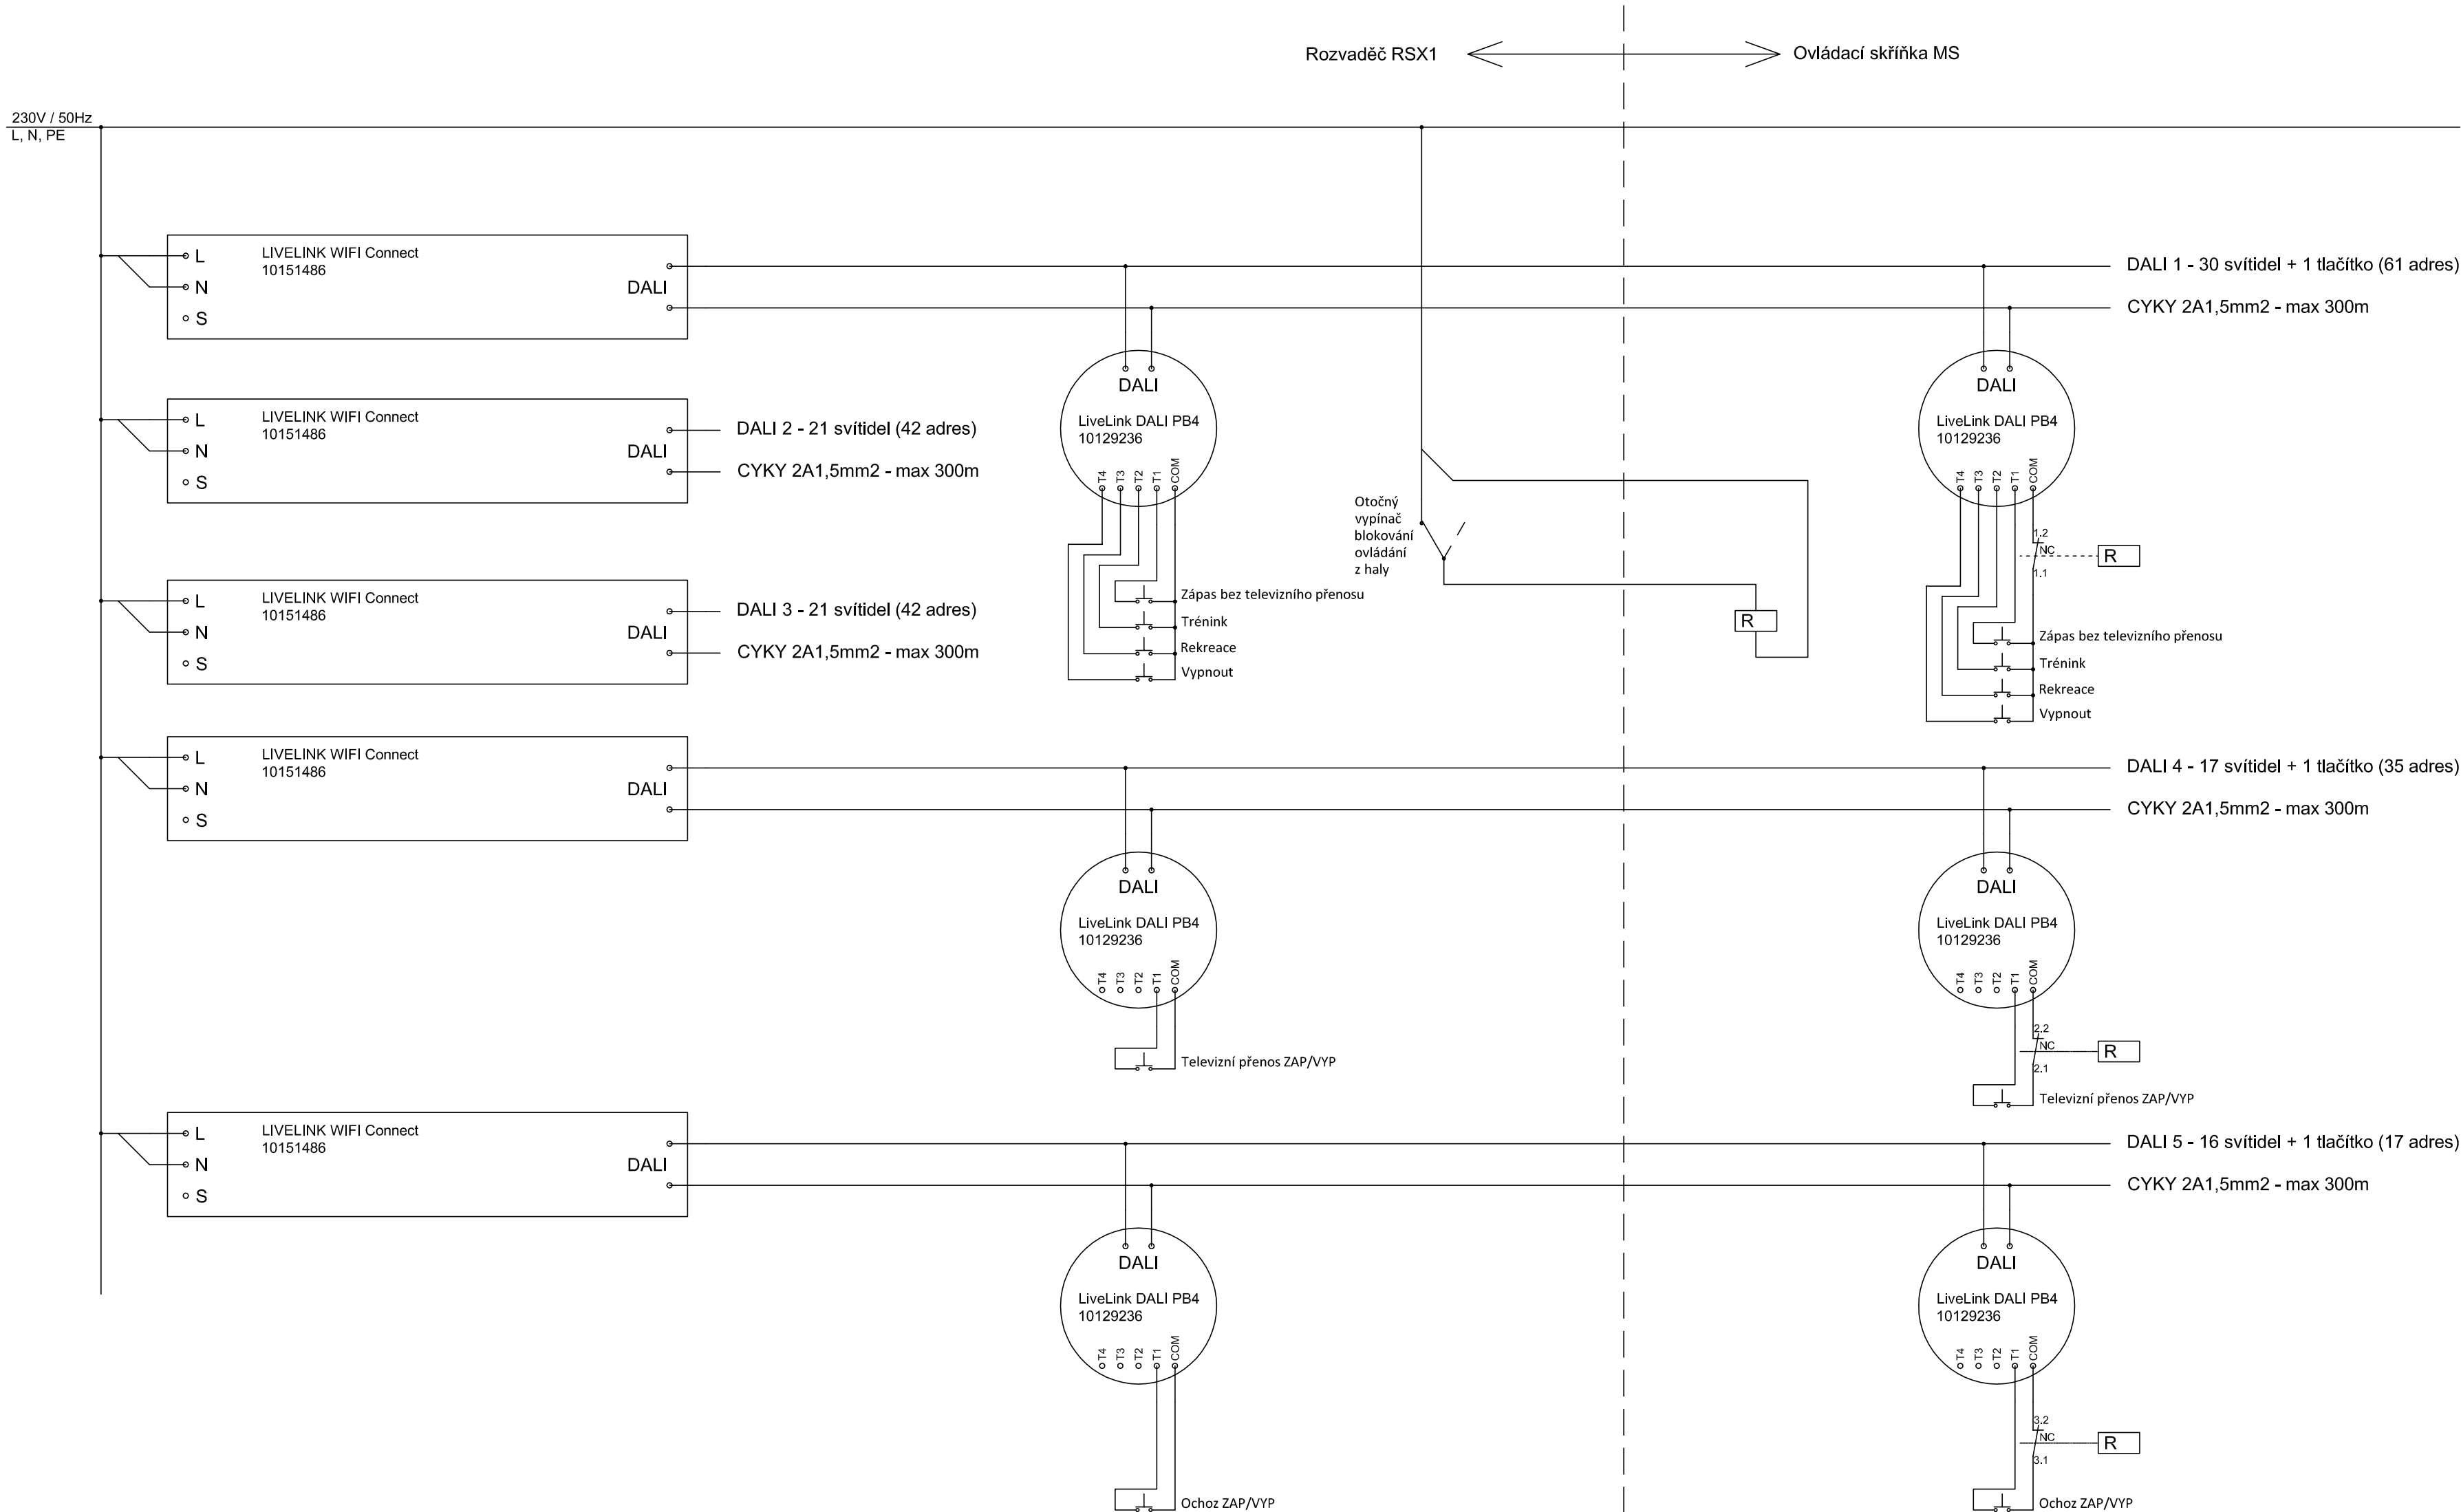 Rozvaděč RSX1
Ovládací skříňka MS
230V / 50Hz
L, N, PE
L
N
S
LIVELINK WIFI Connect
10151486
DALI
DALI 1 - 30 svítidel + 1 tlačítko (61 adres)
CYKY 2A1,5mm2 - max 300m
L
N
S
LIVELINK WIFI Connect
10151486
DALI
DALI 2 - 21 svítidel (42 adres)
CYKY 2A1,5mm2 - max 300m
DALI
LiveLink DALI PB4
10129236
T4
T3
T2
T1
COM
Zápas bez televizního přenosu
Trénink
Rekreace
Vypnout
Otočný
vypínač
blokování
ovládání
z haly
R
DALI
LiveLink DALI PB4
10129236
T4
T3
T2
T1
COM
1.2
NC
1.1
R
Zápas bez televizního přenosu
Trénink
Rekreace
Vypnout
L
N
S
LIVELINK WIFI Connect
10151486
DALI
DALI 3 - 21 svítidel (42 adres)
CYKY 2A1,5mm2 - max 300m
L
N
S
LIVELINK WIFI Connect
10151486
DALI
DALI 4 - 17 svítidel + 1 tlačítko (35 adres)
CYKY 2A1,5mm2 - max 300m
DALI
LiveLink DALI PB4
10129236
T4
T3
T2
T1
COM
Televizní přenos ZAP/VYP
DALI
LiveLink DALI PB4
10129236
T4
T3
T2
T1
COM
2.2
NC
2.1
R
Televizní přenos ZAP/VYP
L
N
S
LIVELINK WIFI Connect
10151486
DALI
DALI 5 - 16 svítidel + 1 tlačítko (17 adres)
CYKY 2A1,5mm2 - max 300m
DALI
LiveLink DALI PB4
10129236
T4
T3
T2
T1
COM
Ochoz ZAP/VYP
DALI
LiveLink DALI PB4
10129236
T4
T3
T2
T1
COM
3.2
NC
3.1
R
Ochoz ZAP/VYP